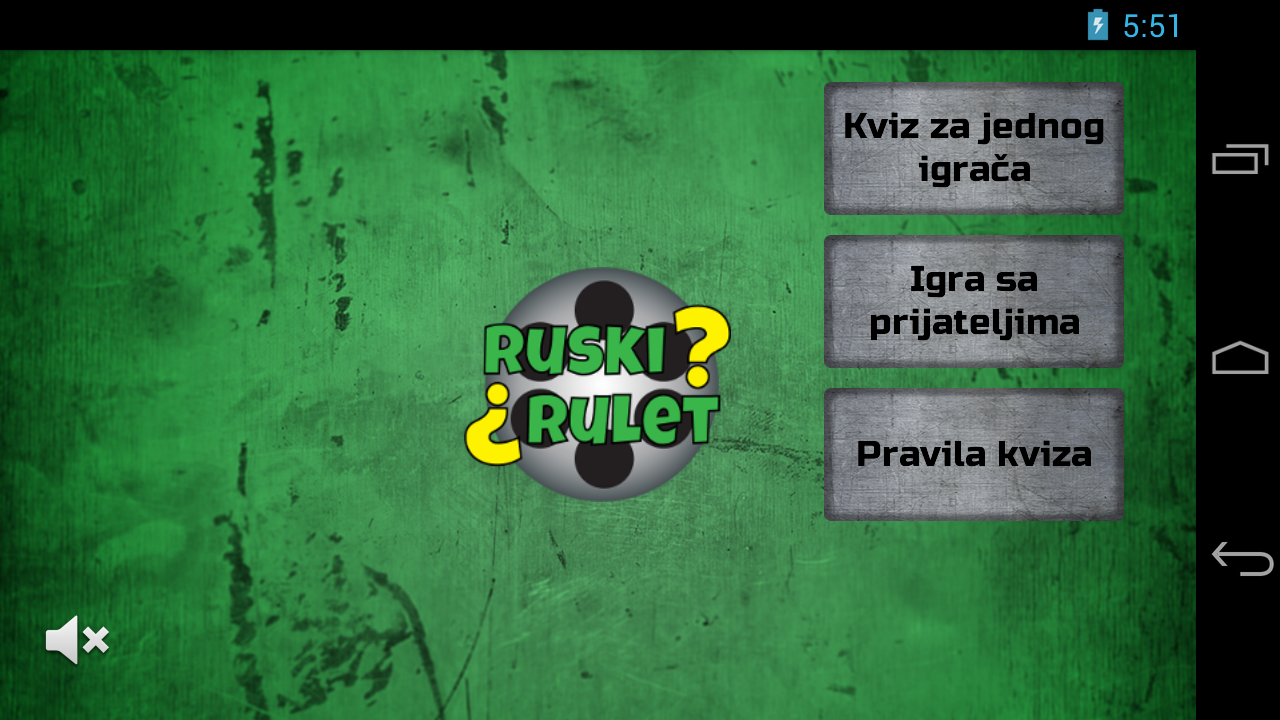 5:51
Kviz za jednog
igrača
Igra sa
prijateljima
Pravila kviza
RUSKI?
¿RULET